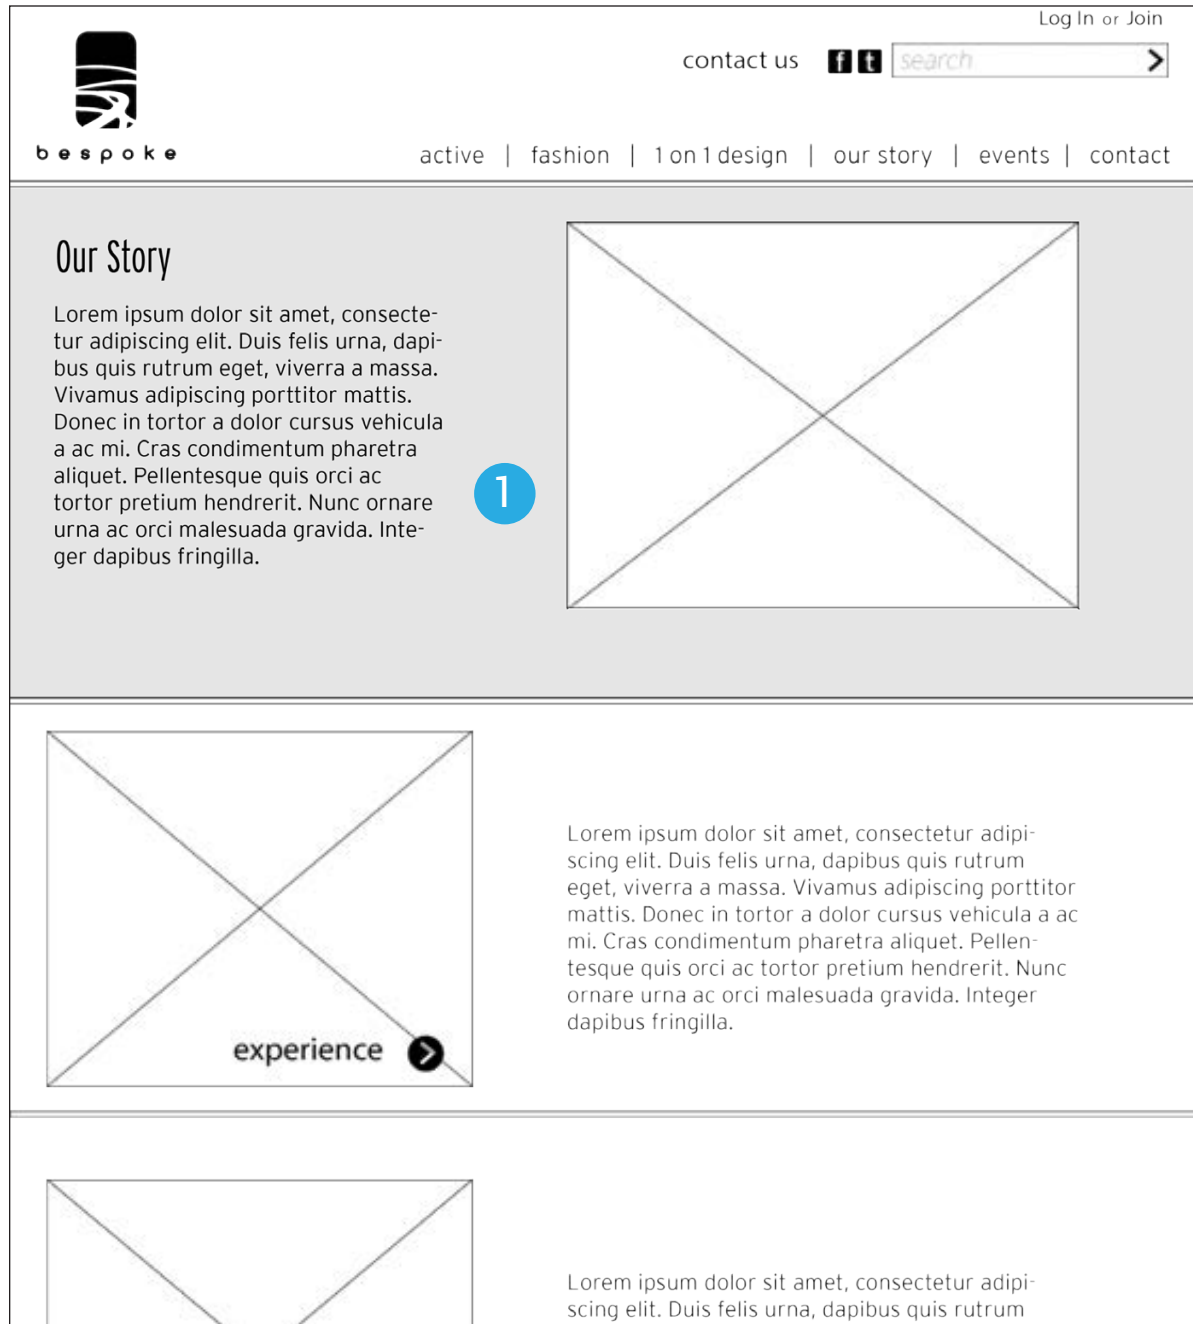 Log In or Join
contact us f t search
bespoke
active | fashion | 1 on 1 design | our story | events | contact
Our Story
Lorem ipsum dolor sit amet, consecte-
tur adipiscing elit. Duis felis urna, dapi-
bus quis rutrum eget, viverra a massa.
Vivamus adipiscing porttitor mattis.
Donec in tortor a dolor cursus vehicula
a ac mi. Cras condimentum pharetra
aliquet. Pellentesque quis orci ac
tortor pretium hendrerit. Nunc ornare
urna ac orci malesuada gravida. Inte-
ger dapibus fringilla.
1
experience
Lorem ipsum dolor sit amet, consectetur adipi-
scing elit. Duis felis urna, dapibus quis rutrum
eget, viverra a massa. Vivamus adipiscing porttitor
mattis. Donec in tortor a dolor cursus vehicula a ac
mi. Cras condimentum pharetra aliquet. Pellen-
tesque quis orci ac tortor pretium hendrerit. Nunc
ornare urna ac orci malesuada gravida. Integer
dapibus fringilla.
Lorem ipsum dolor sit amet, consectetur adipi-
scing elit. Duis felis urna, dapibus quis rutrum